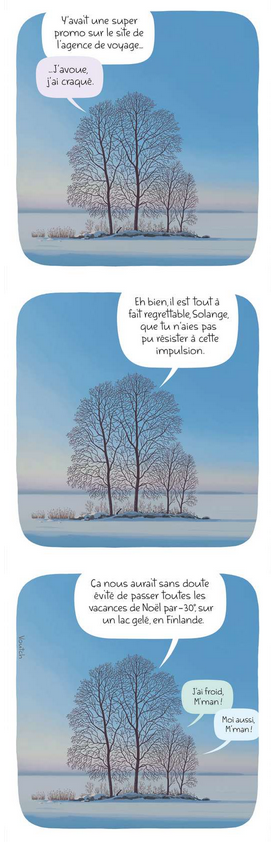 Y'avait une super
promo sur le site de
l'agence de voyage...
...J'avoue,
j'ai craqué.
Eh bien, il est tout à
fait regrettable, Solange,
que tu n'aies pas
pu résister à cette
impulsion.
Ça nous aurait sans doute
évité de passer toutes les
vacances de Noël par -30°, sur
un lac gelé, en Finlande.
Voutch
J'ai froid,
M'man !
Moi aussi,
M'man !